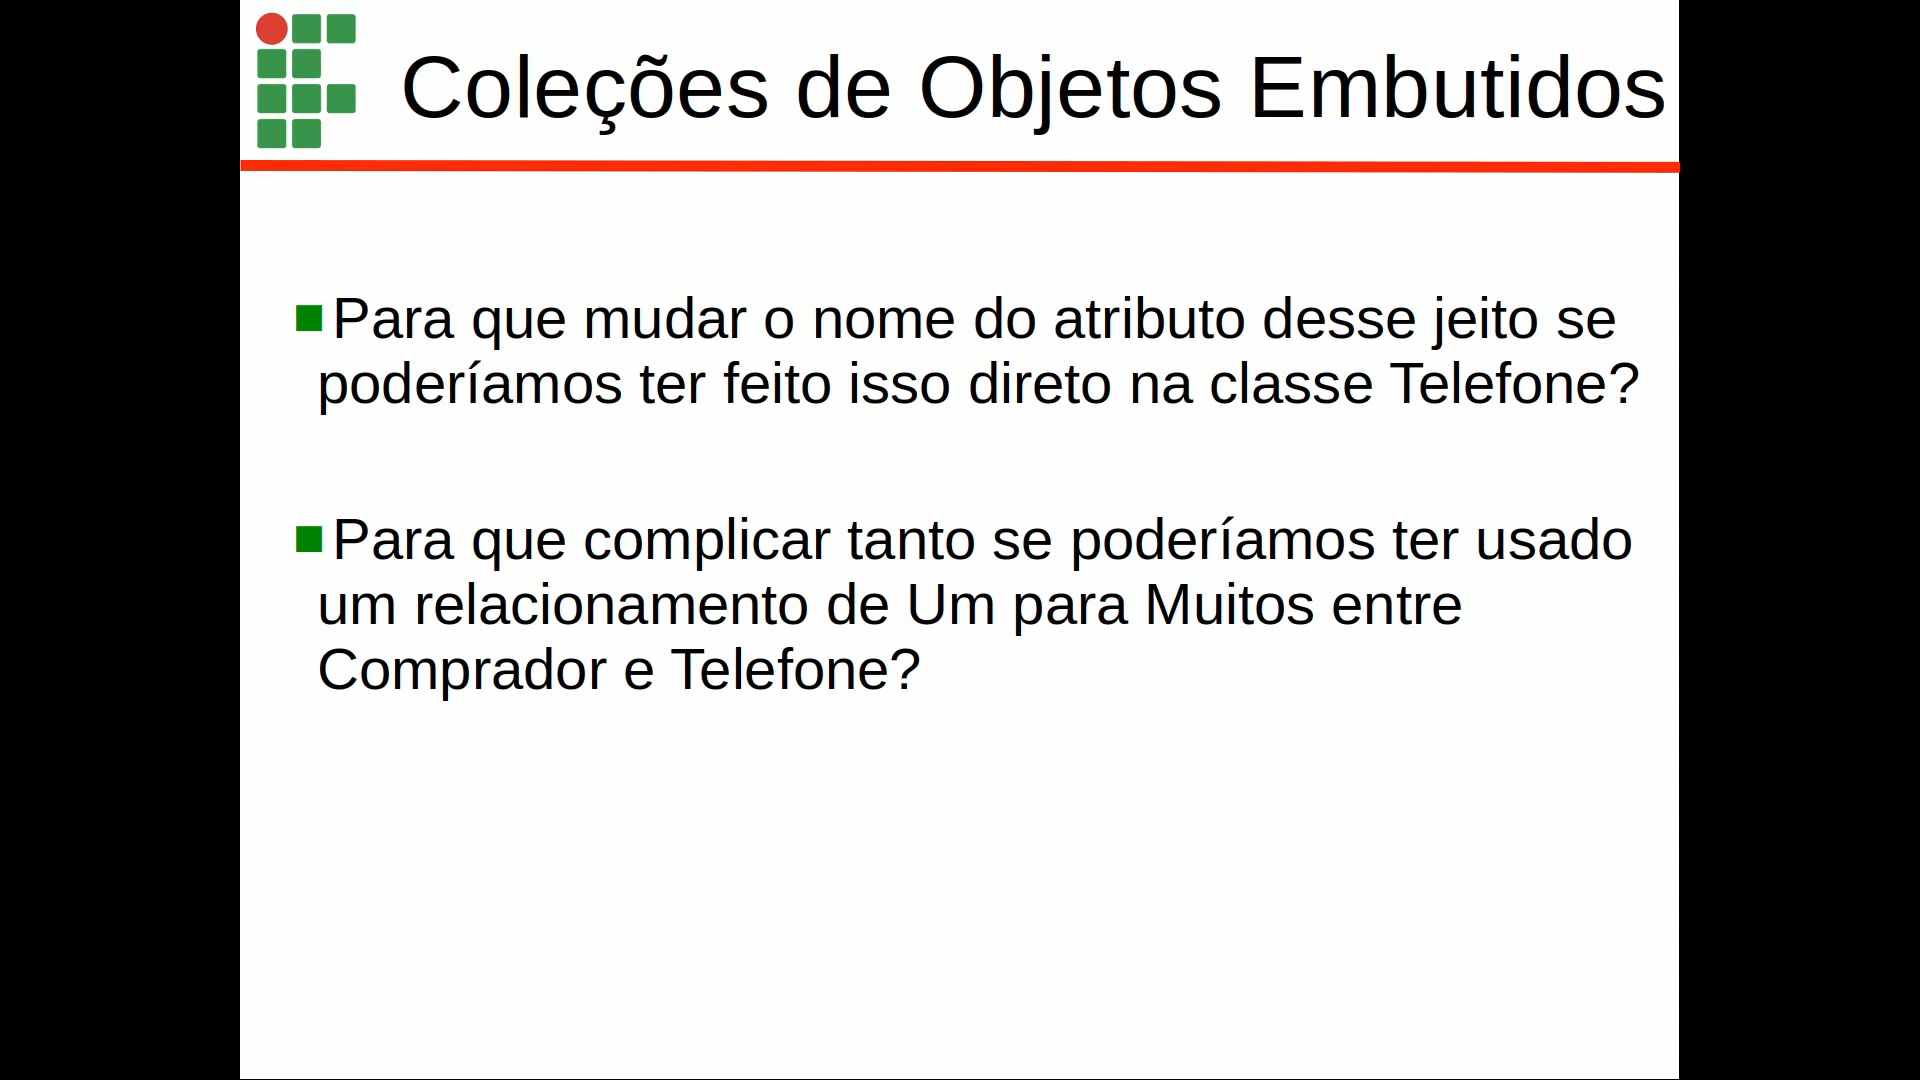 Coleções de Objetos Embutidos
Para que mudar o nome do atributo desse jeito se
poderíamos ter feito isso direto na classe Telefone?
Para que complicar tanto se poderíamos ter usado
um relacionamento de Um para Muitos entre
Comprador e Telefone?